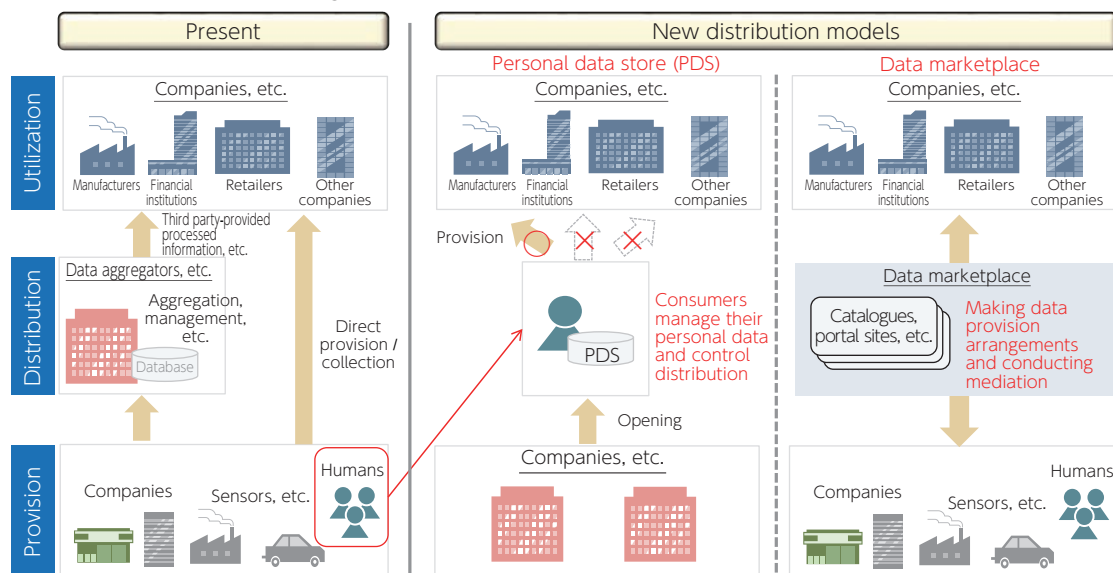 Present
New distribution models
Personal data store (PDS)
Data marketplace
Utilization
Companies, etc.
Manufacturers
Financial
institutions
Retailers
Other
companies
Companies, etc.
Manufacturers
Financial
institutions
Retailers
Other
companies
Companies, etc.
Manufacturers
Financial
institutions
Retailers
Other
companies
Third party-provided
processed
information, etc.
Provision
Distribution
Data aggregators, etc.
Aggregation,
management,
etc.
Database
Direct
provision /
collection
PDS
Consumers
manage their
personal data
and control
distribution
Data marketplace
Catalogues,
portal sites, etc.
Making data
provision
arrangements
and conducting
mediation
Opening
Provision
Companies
Sensors, etc.
Humans
Companies, etc.
Companies
Sensors, etc.
Humans